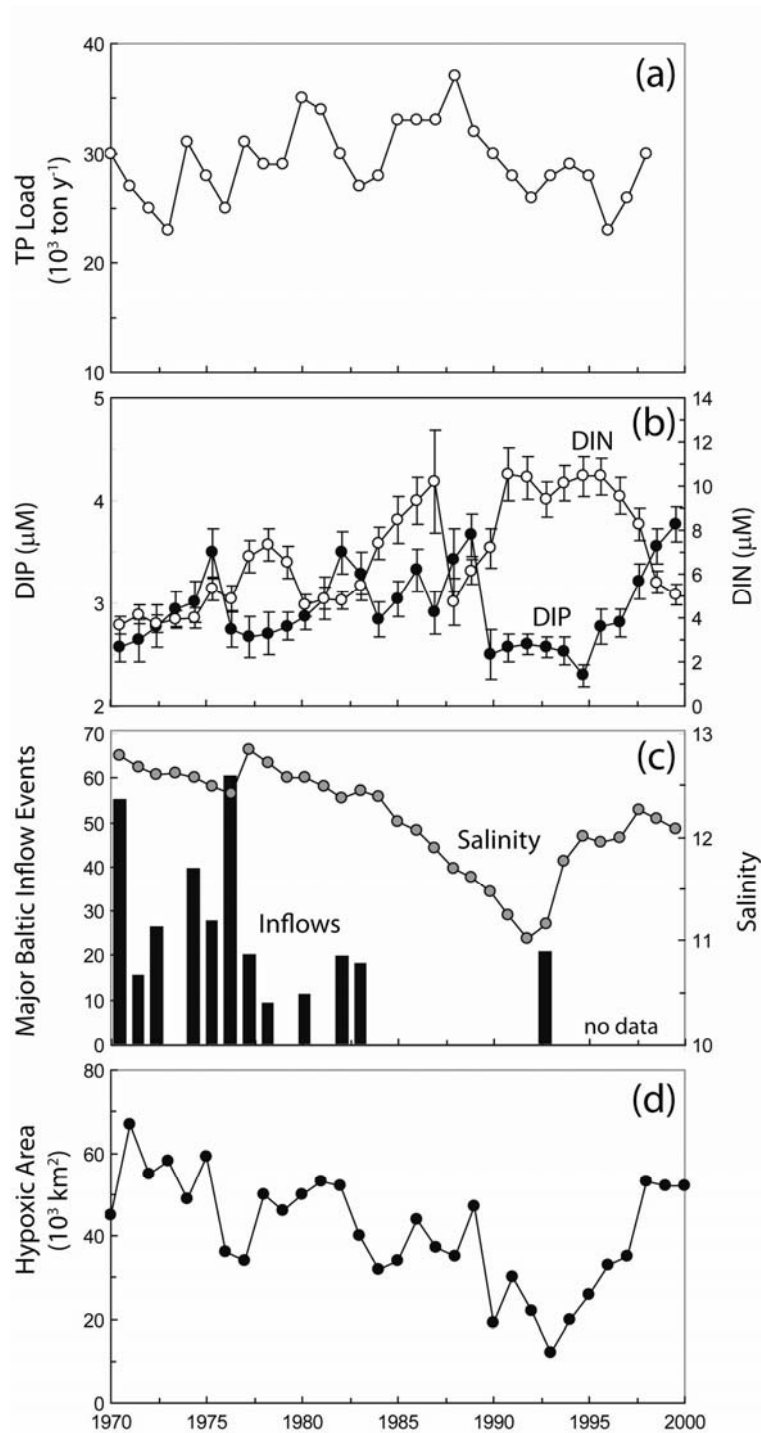 (a)
40
30
20
10
TP Load
(10³ ton y⁻¹)
(b)
5
4
3
2
DIP (μM)
14
12
10
8
6
4
2
0
DIN (μM)
DIN
DIP
(c)
70
60
50
40
30
20
10
0
Major Baltic Inflow Events
13
12
11
10
Salinity
Salinity
Inflows
no data
(d)
80
60
40
20
0
Hypoxic Area
(10³ km²)
1970 1975 1980 1985 1990 1995 2000